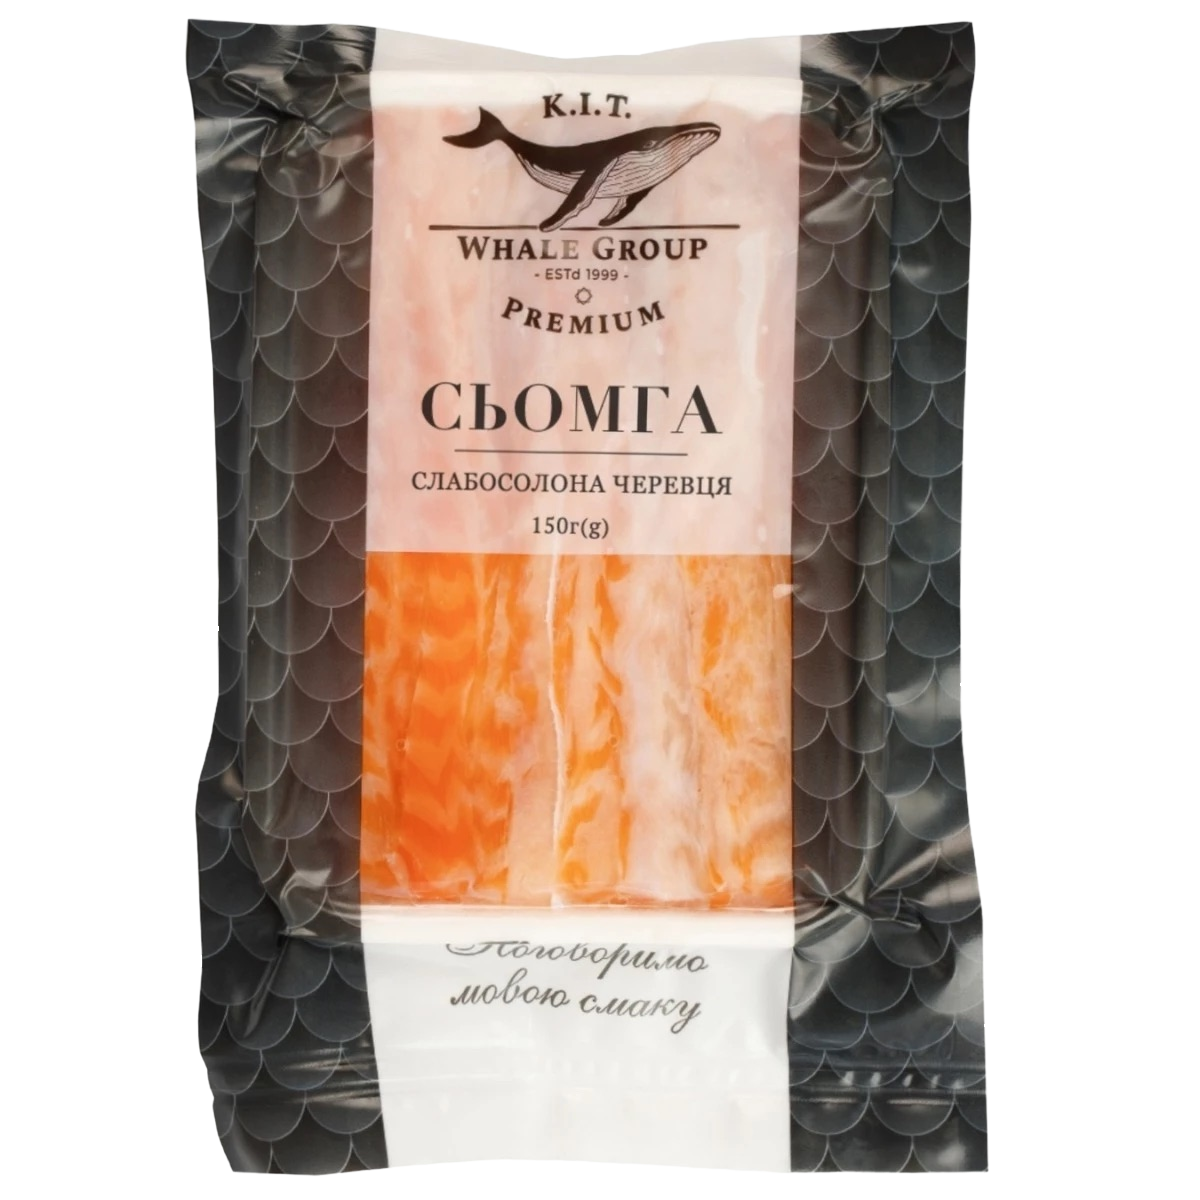 K.I.T.
WHALE GROUP
- ESTd 1999 -
PREMIUM
СЬОМГА
СЛАБОСОЛОНА ЧЕРЕВЦЯ
150г(g)
Поговоримо
мовою смаку